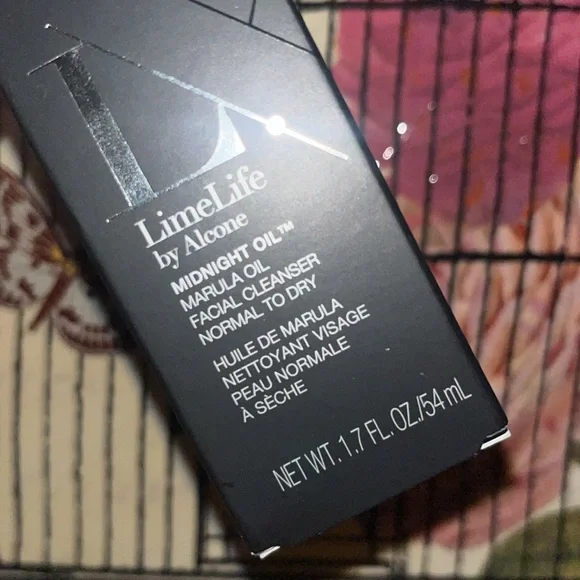 L
LimeLife
by Alcone
MIDNIGHT OIL™
MARULA OIL
FACIAL CLEANSER
NORMAL TO DRY
HUILE DE MARULA
NETTOYANT VISAGE
PEAU NORMALE
À SÈCHE
NET WT. 1.7 FL. OZ./54 mL